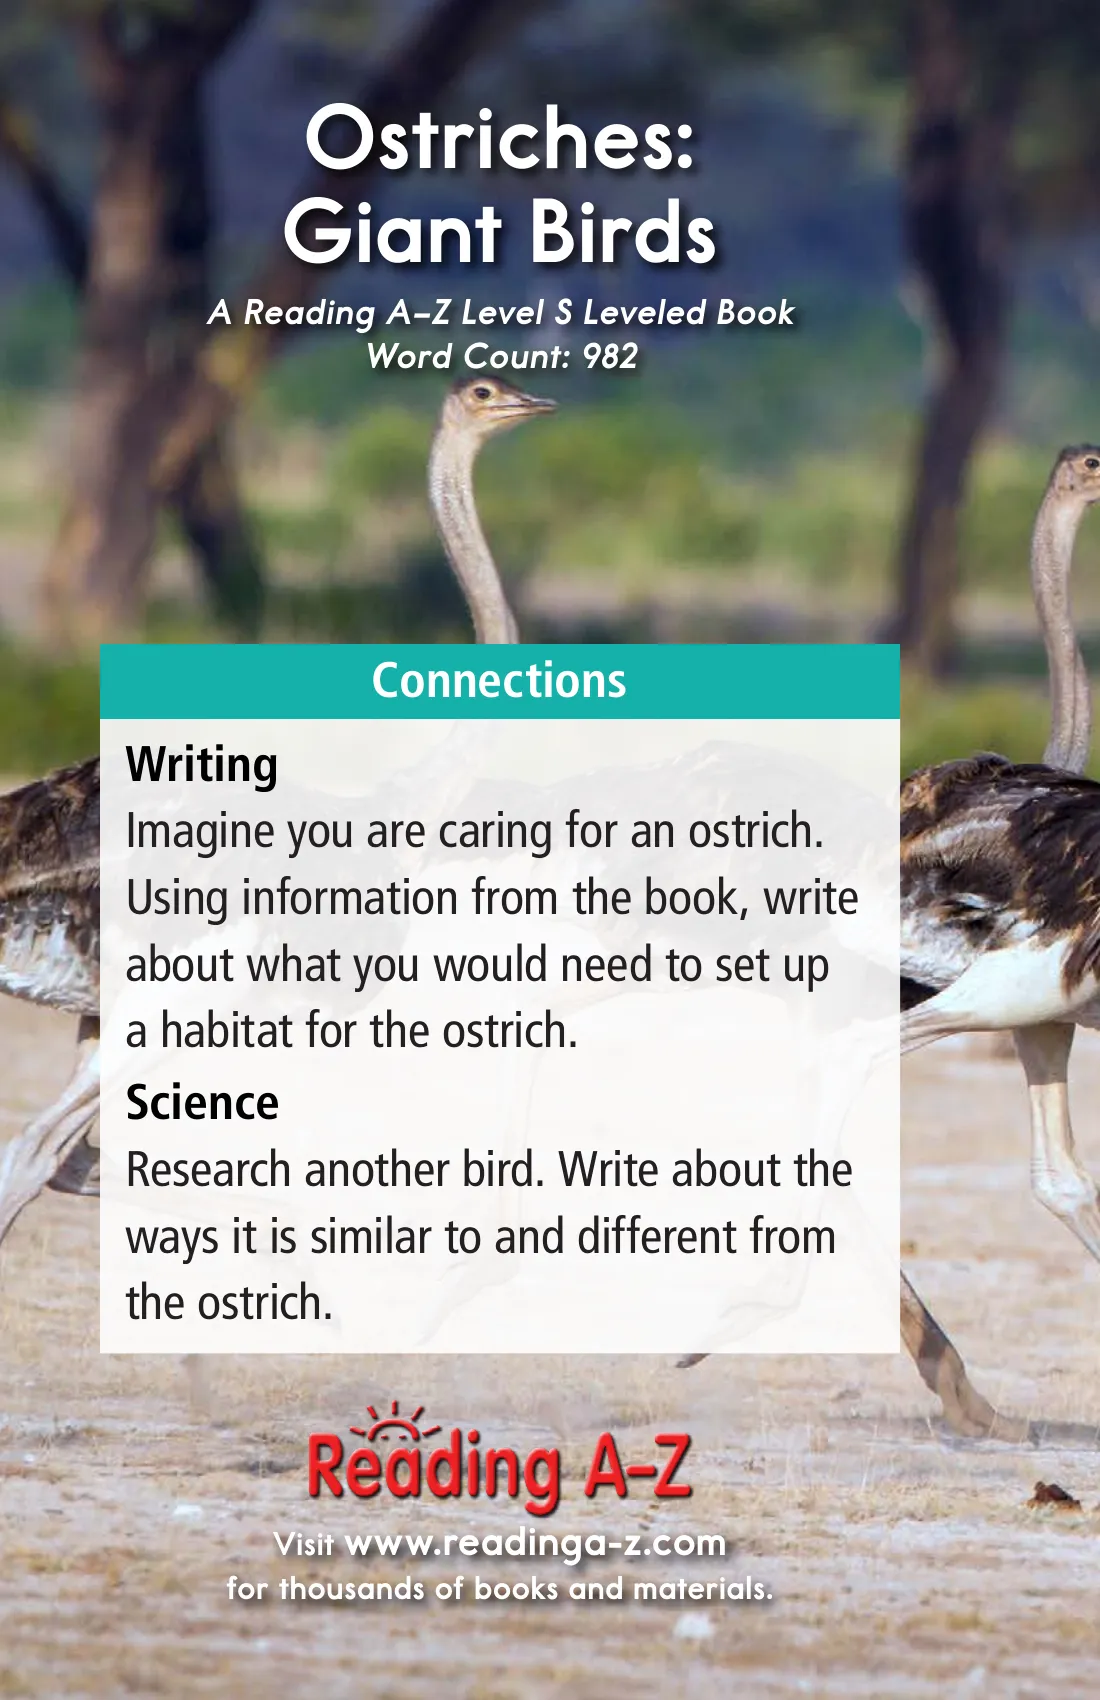 Ostriches:
Giant Birds
A Reading A–Z Level S Leveled Book
Word Count: 982
Connections
Writing
Imagine you are caring for an ostrich.
Using information from the book, write
about what you would need to set up
a habitat for the ostrich.
Science
Research another bird. Write about the
ways it is similar to and different from
the ostrich.
Reading A–Z
Visit www.readinga-z.com
for thousands of books and materials.